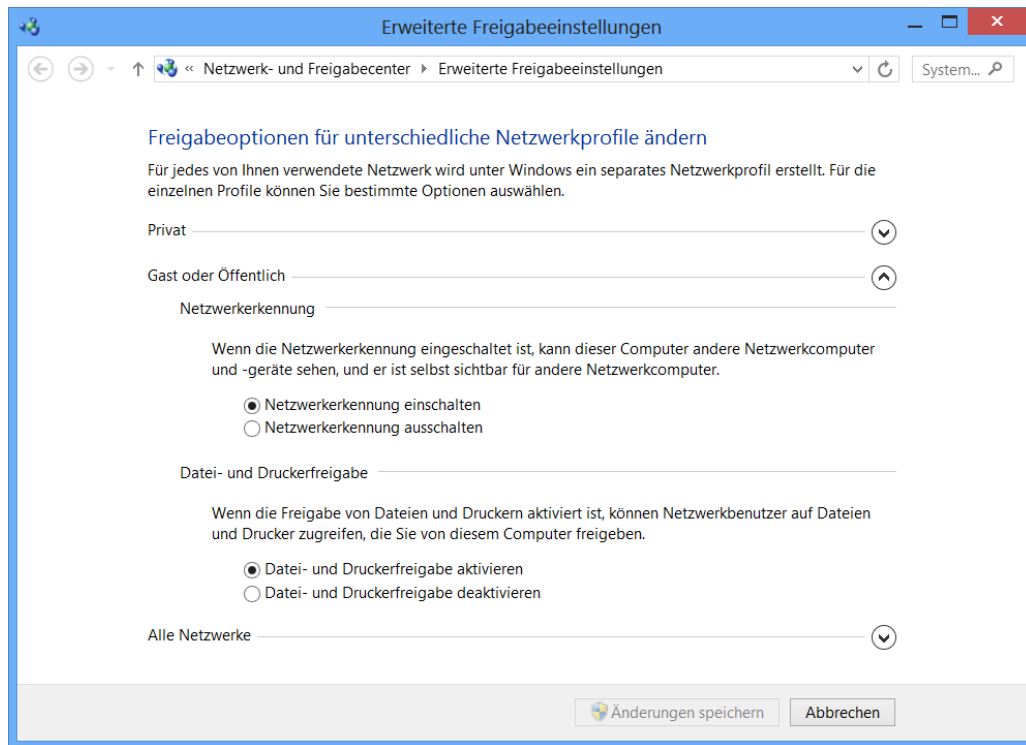 Erweiterte Freigabeeinstellungen
« Netzwerk- und Freigabecenter Erweiterte Freigabeeinstellungen System...
Freigabeoptionen für unterschiedliche Netzwerkprofile ändern
Für jedes von Ihnen verwendete Netzwerk wird unter Windows ein separates Netzwerkprofil erstellt. Für die
einzelnen Profile können Sie bestimmte Optionen auswählen.
Privat
Gast oder Öffentlich
Netzwerkerkennung
Wenn die Netzwerkerkennung eingeschaltet ist, kann dieser Computer andere Netzwerkcomputer
und -geräte sehen, und er ist selbst sichtbar für andere Netzwerkcomputer.
Netzwerkerkennung einschalten
Netzwerkerkennung ausschalten
Datei- und Druckerfreigabe
Wenn die Freigabe von Dateien und Druckern aktiviert ist, können Netzwerkbenutzer auf Dateien
und Drucker zugreifen, die Sie von diesem Computer freigeben.
Datei- und Druckerfreigabe aktivieren
Datei- und Druckerfreigabe deaktivieren
Alle Netzwerke
Änderungen speichern Abbrechen